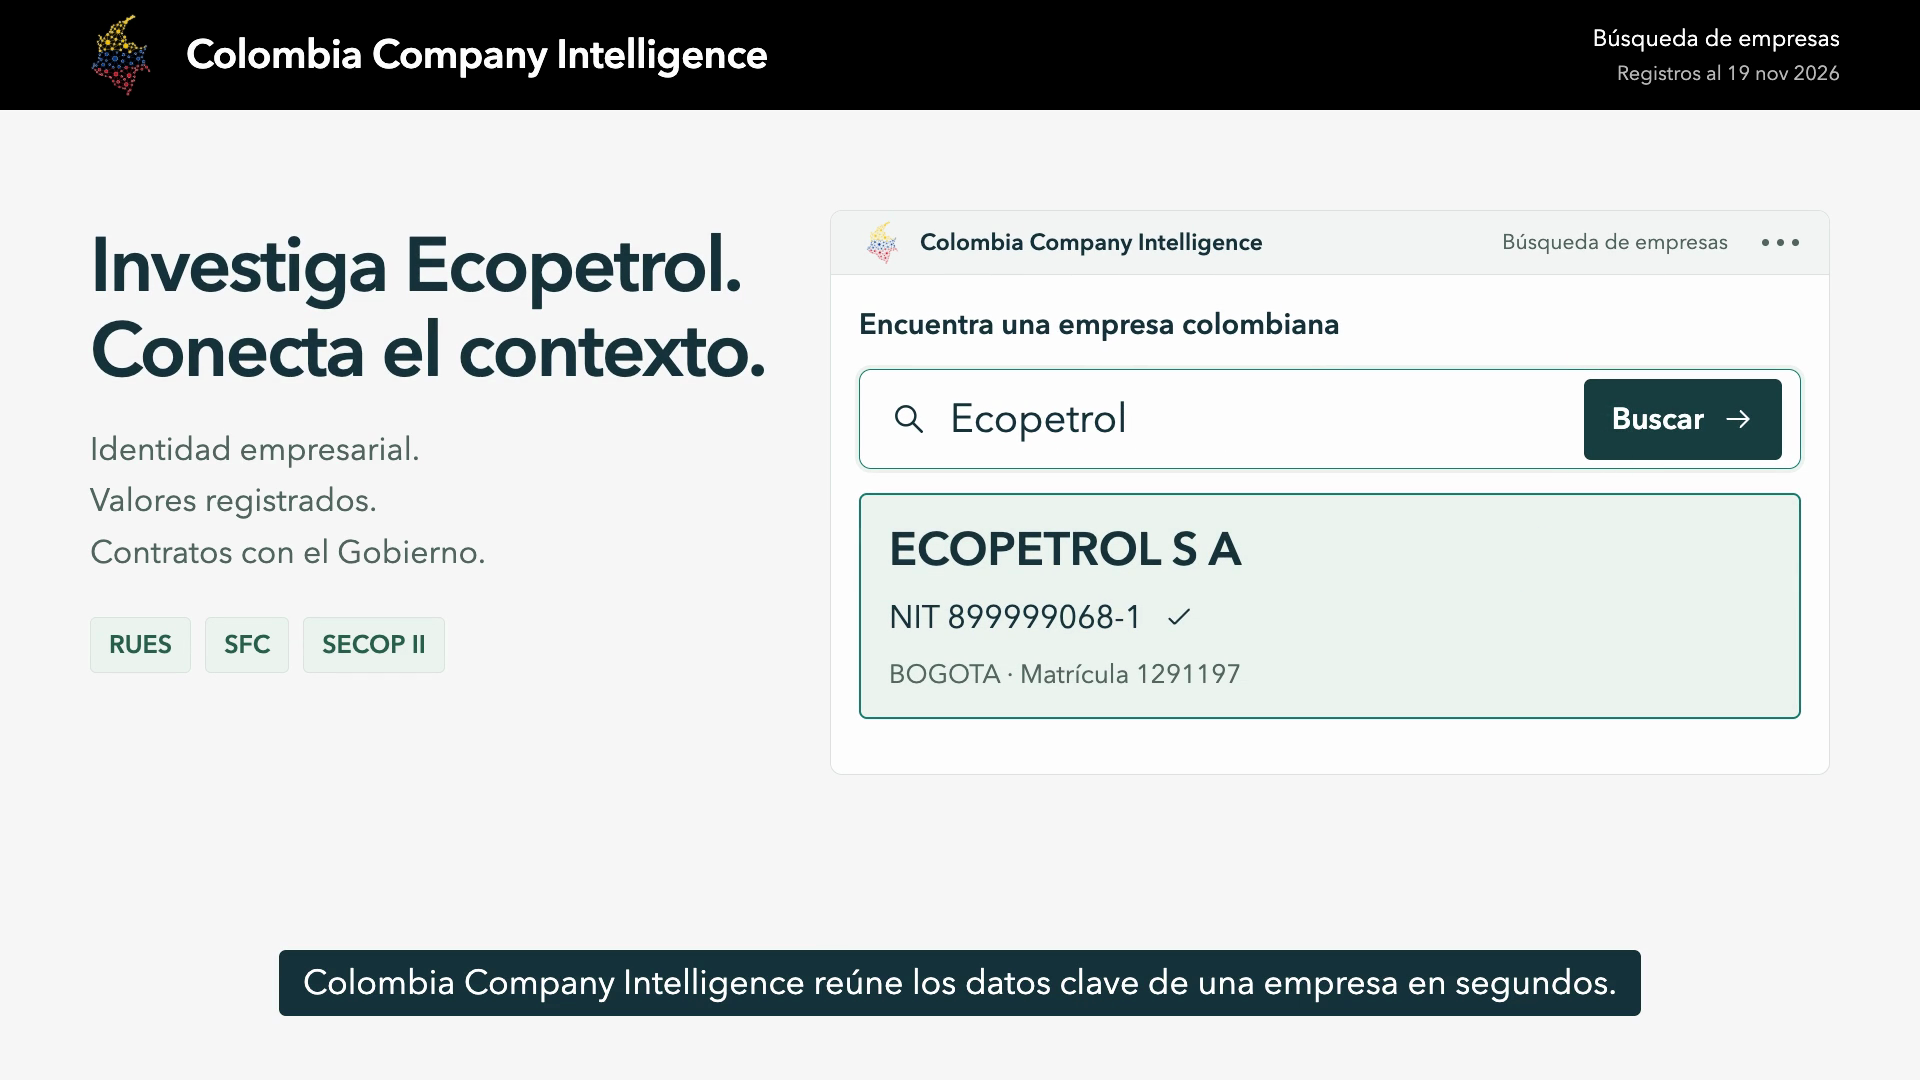 Colombia Company Intelligence
Búsqueda de empresas
Registros al 19 nov 2026
Investiga Ecopetrol.
Conecta el contexto.
Identidad empresarial.
Valores registrados.
Contratos con el Gobierno.
RUES
SFC
SECOP II
Colombia Company Intelligence
Búsqueda de empresas
Encuentra una empresa colombiana
Ecopetrol
Buscar
ECOPETROL S A
NIT 899999068-1
BOGOTA · Matrícula 1291197
Colombia Company Intelligence reúne los datos clave de una empresa en segundos.